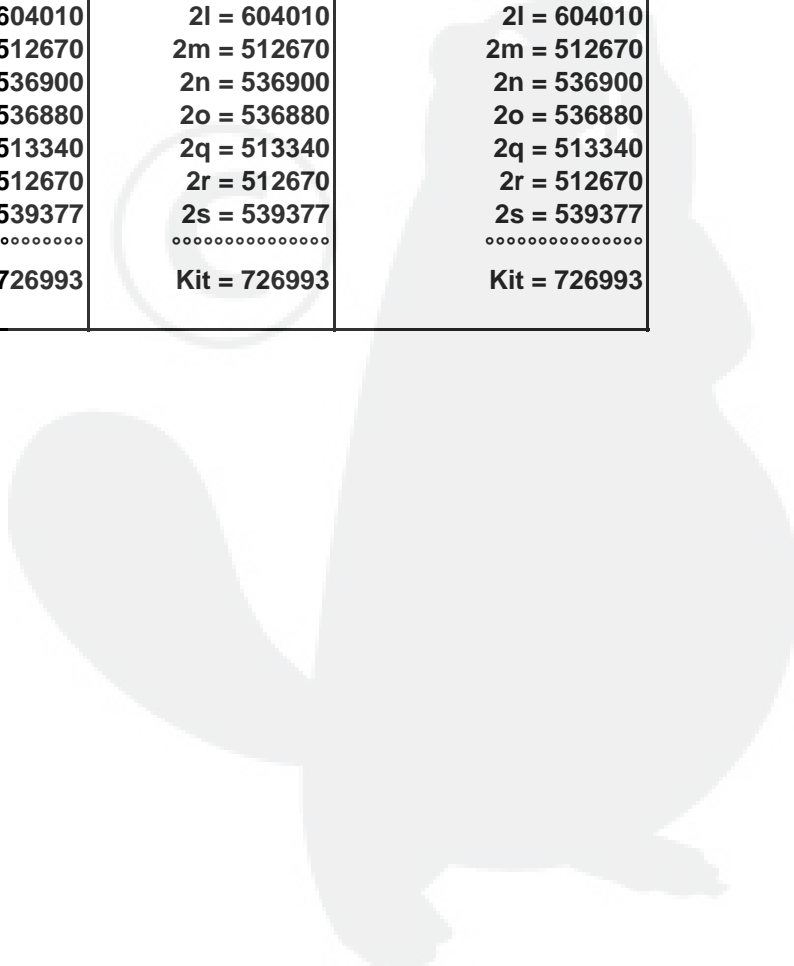 604010 2l = 604010 2l = 604010
512670 2m = 512670 2m = 512670
536900 2n = 536900 2n = 536900
536880 2o = 536880 2o = 536880
513340 2q = 513340 2q = 513340
512670 2r = 512670 2r = 512670
539377 2s = 539377 2s = 539377
°°°°°°°° °°°°°°°°°°°°°°° °°°°°°°°°°°°°°°
726993 Kit = 726993 Kit = 726993
©